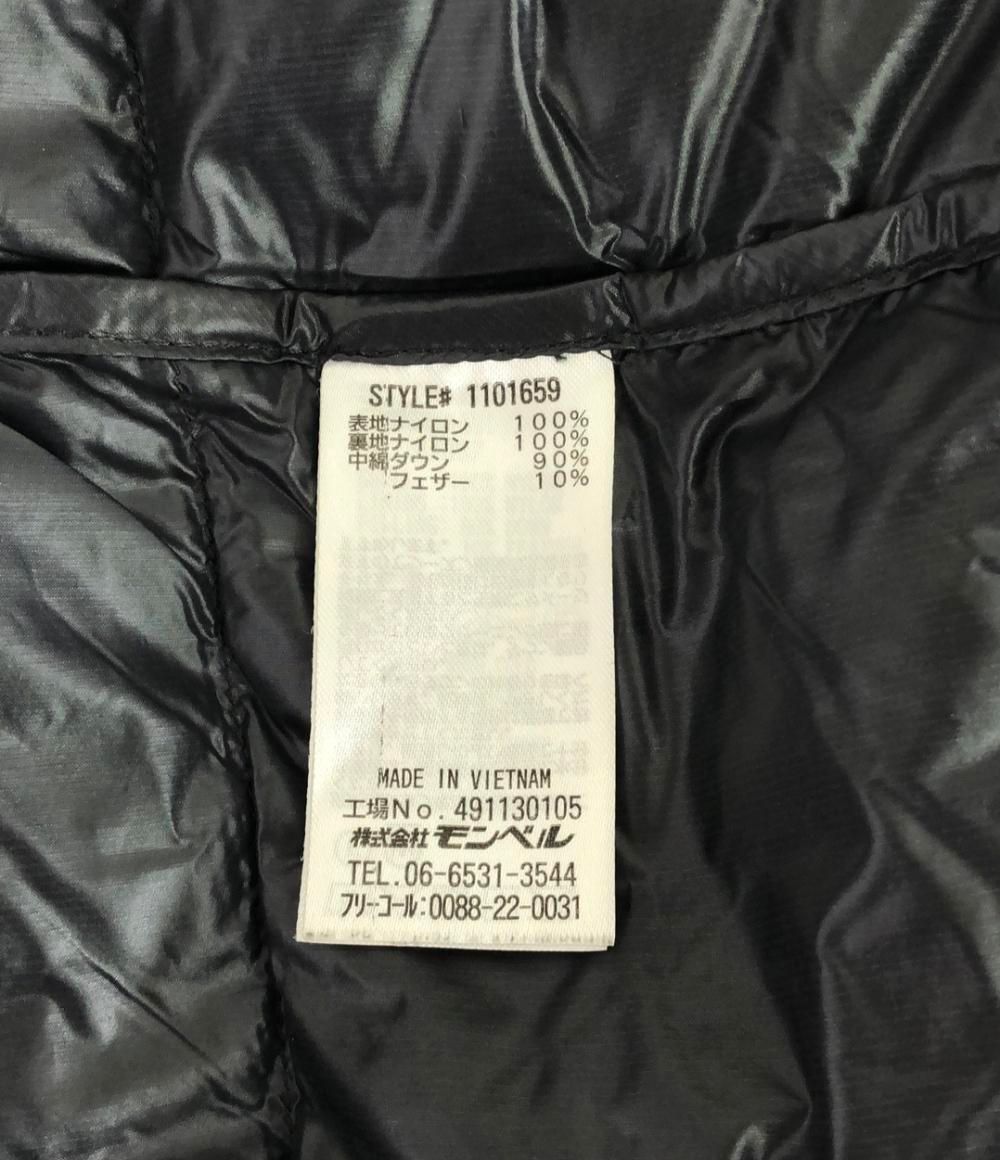 STYLE# 1101659
表地ナイロン 100%
裏地ナイロン 100%
中綿ダウン 90%
フェザー 10%
MADE IN VIETNAM
工場No. 491130105
株式会社モンベル
TEL.06-6531-3544
フリーコール:0088-22-0031